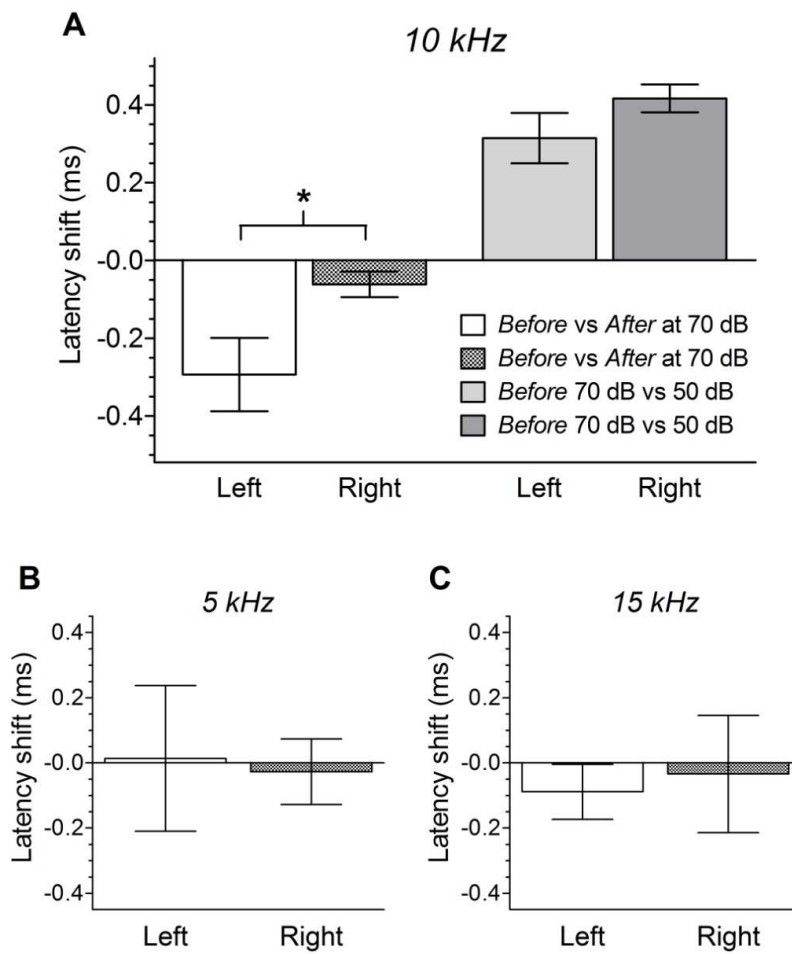 A
10 kHz
Latency shift (ms)
0.4
0.2
-0.0
-0.2
-0.4
*
Before vs After at 70 dB
Before vs After at 70 dB
Before 70 dB vs 50 dB
Before 70 dB vs 50 dB
Left Right Left Right
B
5 kHz
Latency shift (ms)
0.4
0.2
-0.0
-0.2
-0.4
Left Right
C
15 kHz
Latency shift (ms)
0.4
0.2
-0.0
-0.2
-0.4
Left Right